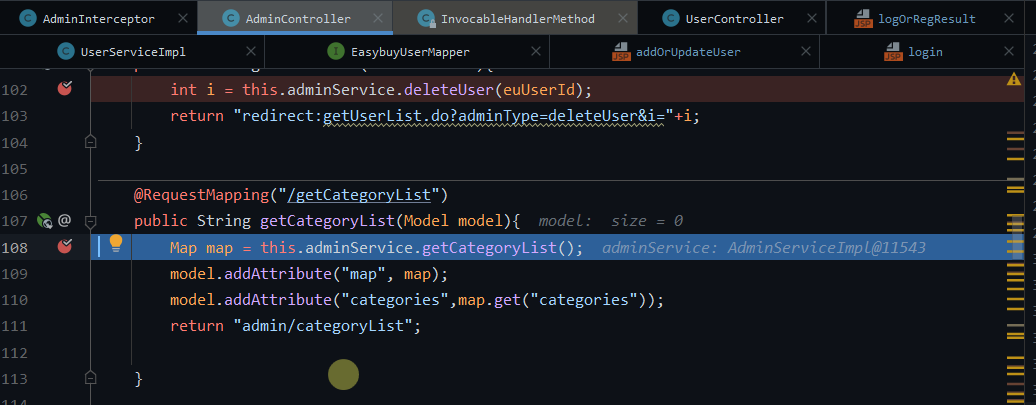 AdminInterceptor AdminController InvocableHandlerMethod UserController logOrRegResult
UserServiceImpl EasybuyUserMapper addOrUpdateUser login
102 int i = this.adminService.deleteUser(euUserId);
103 return "redirect:getUserList.do?adminType=deleteUser&i="+i;
104 }
105
106 @RequestMapping("/getCategoryList")
107 public String getCategoryList(Model model){ model: size = 0
108 Map map = this.adminService.getCategoryList(); adminService: AdminServiceImpl@11543
109 model.addAttribute("map", map);
110 model.addAttribute("categories",map.get("categories"));
111 return "admin/categoryList";
112
113 }